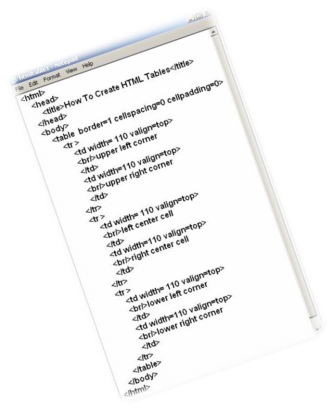 File Edit Format View Help
<html>
<head>
<title>How To Create HTML Tables</title>
</head>
<body>
<table border=1 cellspacing=0 cellpadding=0>
<tr >
<td width= 110 valign=top>
<br/>upper left corner
</td>
<td width=110 valign=top>
<br/>upper right corner
</td>
</tr>
<tr >
<td width= 110 valign=top>
<br/>left center cell
</td>
<td width=110 valign=top>
<br/>right center cell
</td>
</tr>
<tr >
<td width= 110 valign=top>
<br/>lower left corner
</td>
<td width=110 valign=top>
<br/>lower right corner
</td>
</tr>
</table>
</body>
</html>